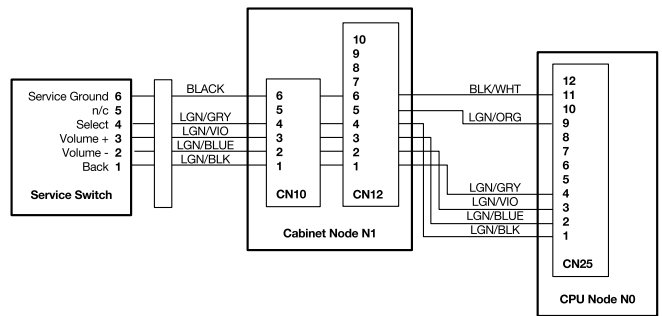 Service Ground 6
n/c 5
Select 4
Volume + 3
Volume - 2
Back 1
Service Switch
BLACK
LGN/GRY
LGN/VIO
LGN/BLUE
LGN/BLK
6
5
4
3
2
1
CN10
10
9
8
7
6
5
4
3
2
1
CN12
Cabinet Node N1
BLK/WHT
LGN/ORG
LGN/GRY
LGN/VIO
LGN/BLUE
LGN/BLK
12
11
10
9
8
7
6
5
4
3
2
1
CN25
CPU Node N0